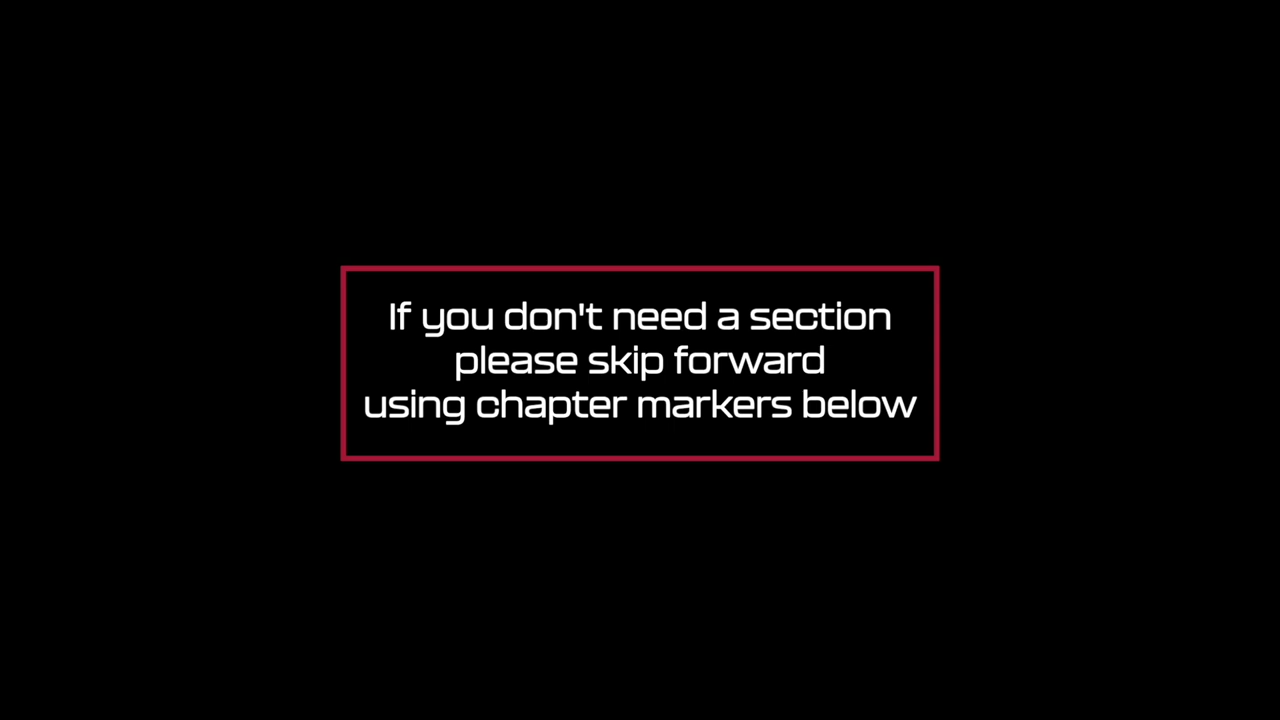 If you don't need a section
please skip forward
using chapter markers below